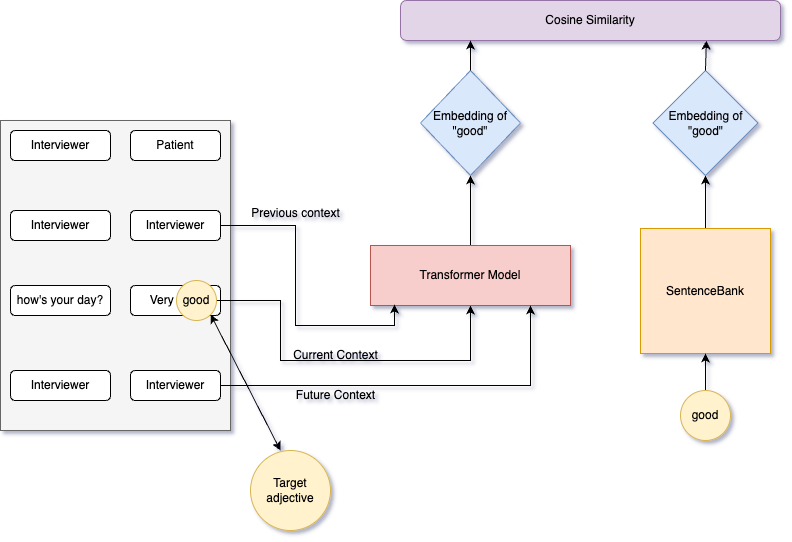 Cosine Similarity
Embedding of
"good"
Embedding of
"good"
Interviewer
Patient
Interviewer
Interviewer
Previous context
how's your day?
Very
good
Transformer Model
SentenceBank
Current Context
Interviewer
Interviewer
Future Context
good
Target
adjective